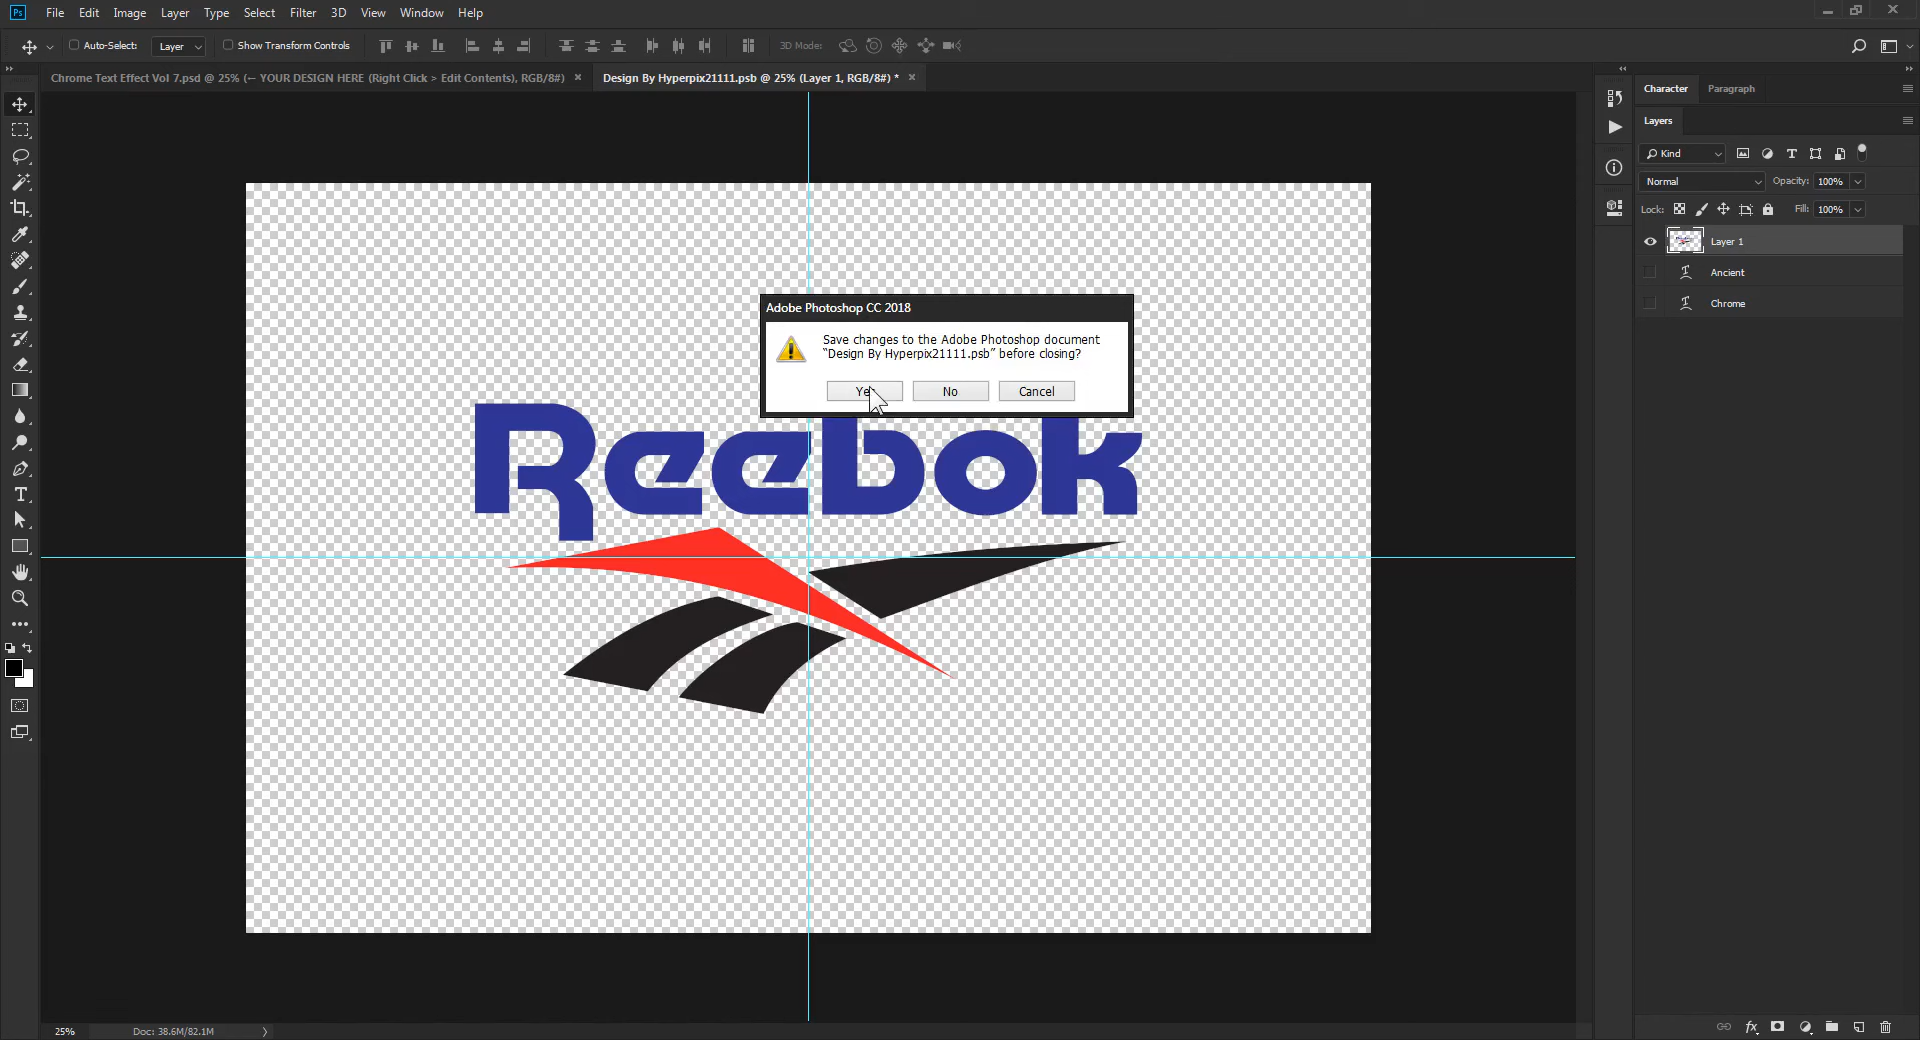 Ps File Edit Image Layer Type Select Filter 3D View Window Help
Auto-Select: Layer Show Transform Controls 3D Mode:
Chrome Text Effect Vol 7.psd @ 25% (← YOUR DESIGN HERE (Right Click > Edit Contents), RGB/8#) × Design By Hyperpix21111.psb @ 25% (Layer 1, RGB/8#) * ×
Character Paragraph
Layers
Kind
Normal Opacity: 100%
Lock: Fill: 100%
Layer 1
Ancient
Chrome
Adobe Photoshop CC 2018
Save changes to the Adobe Photoshop document
“Design By Hyperpix21111.psb” before closing?
Yes No Cancel
Reebok
25% Doc: 38.6M/82.1M